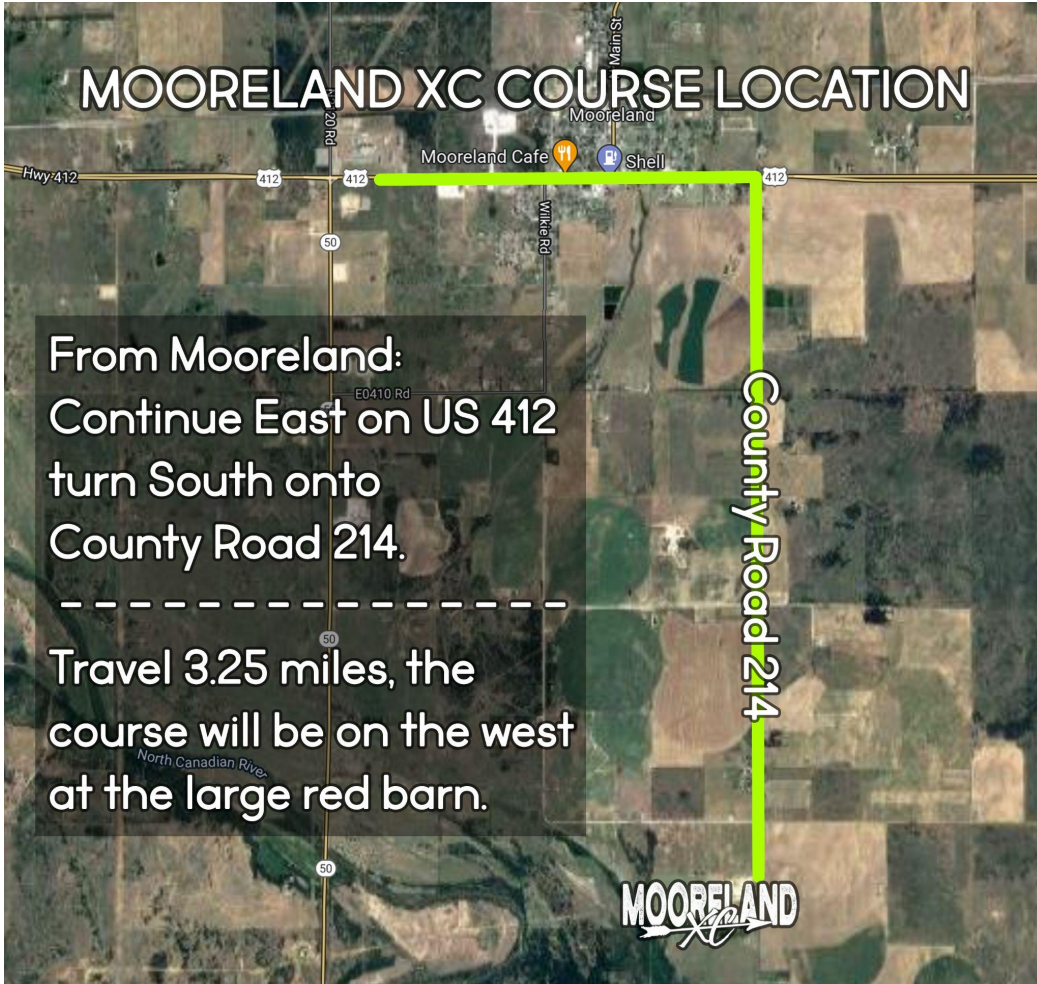 Main St
MOORELAND XC COURSE LOCATION
20 Rd
Mooreland
Mooreland Cafe
Shell
Hwy 412
412
412
412
Wilkie Rd
50
From Mooreland:
E0410 Rd
Continue East on US 412
turn South onto
County Road 214.
County Road 214
50
Travel 3.25 miles, the
course will be on the west
North Canadian River
at the large red barn.
50
MOORELAND
XC